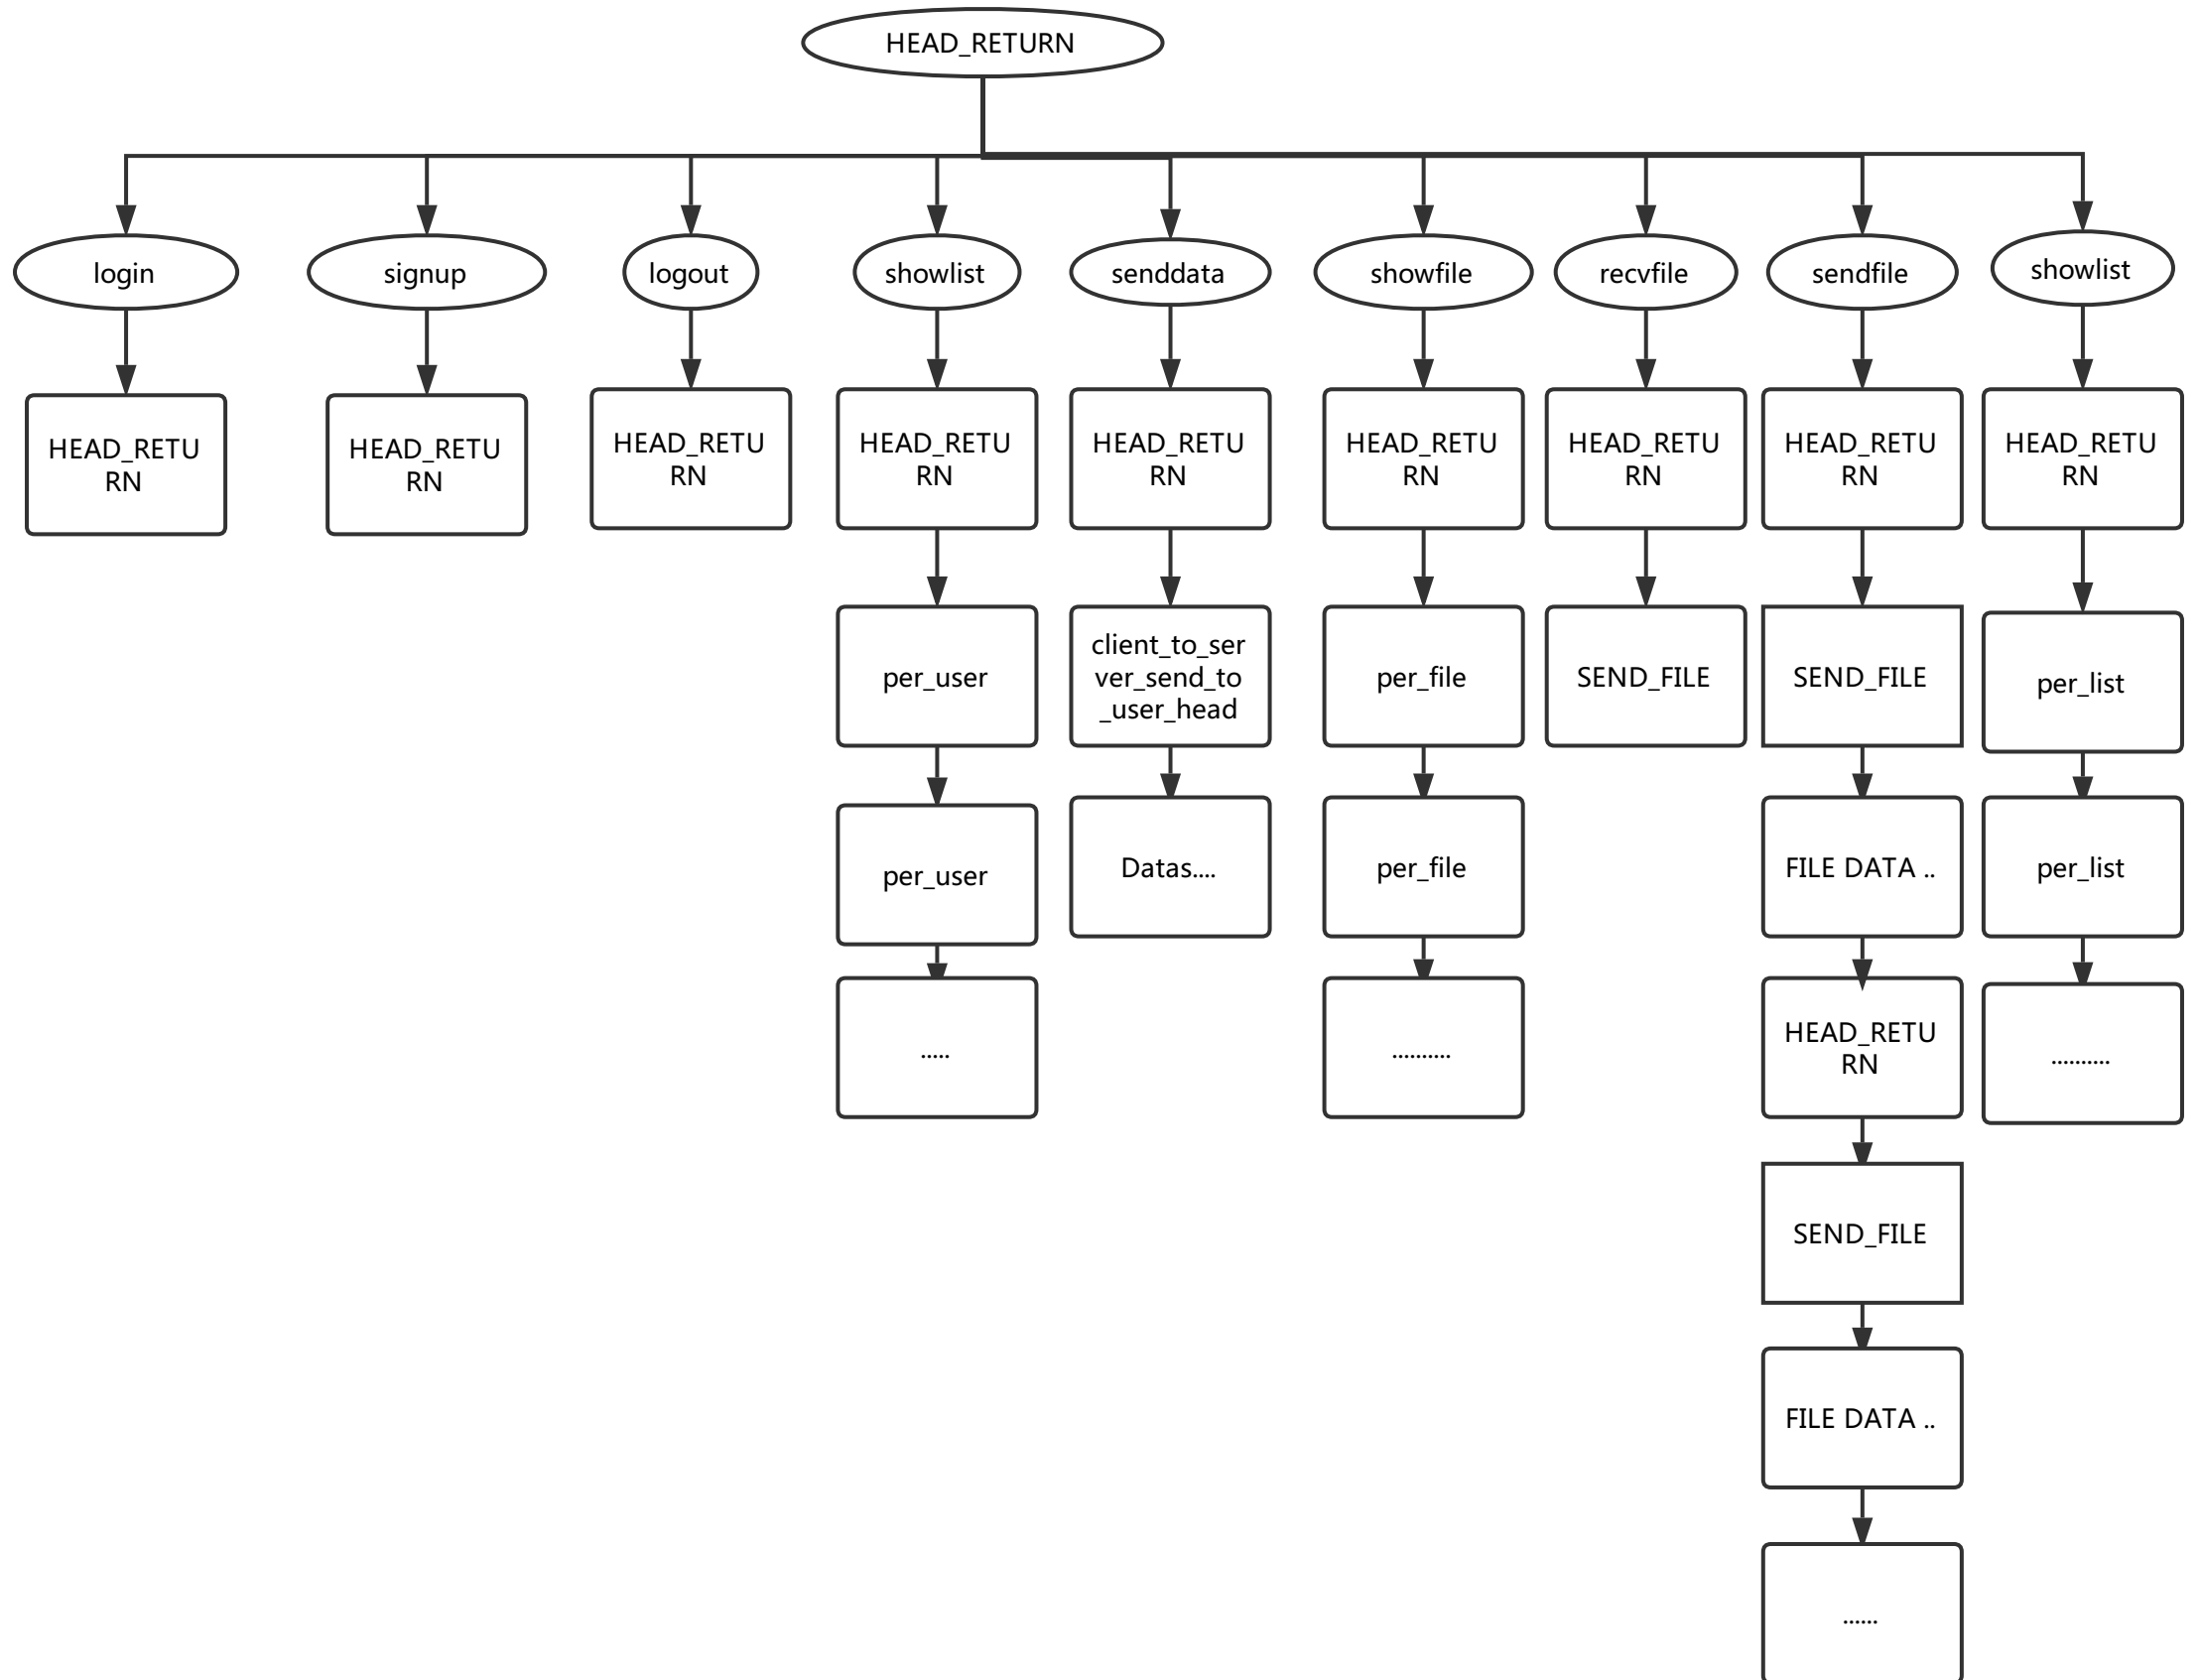 HEAD_RETURN
login
signup
logout
showlist
senddata
showfile
recvfile
sendfile
showlist
HEAD_RETU
RN
HEAD_RETU
RN
HEAD_RETU
RN
HEAD_RETU
RN
HEAD_RETU
RN
HEAD_RETU
RN
HEAD_RETU
RN
HEAD_RETU
RN
HEAD_RETU
RN
per_user
client_to_ser
ver_send_to
_user_head
per_file
SEND_FILE
SEND_FILE
per_list
per_user
Datas....
per_file
FILE DATA ..
per_list
.....
..........
HEAD_RETU
RN
..........
SEND_FILE
FILE DATA ..
......